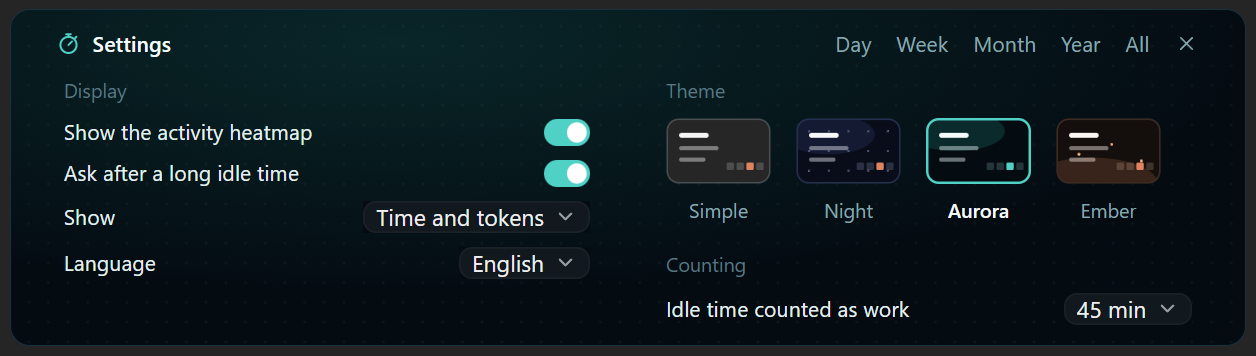 Settings
Day Week Month Year All
Display
Show the activity heatmap
Ask after a long idle time
Show Time and tokens
Language English
Theme
Simple Night Aurora Ember
Counting
Idle time counted as work 45 min